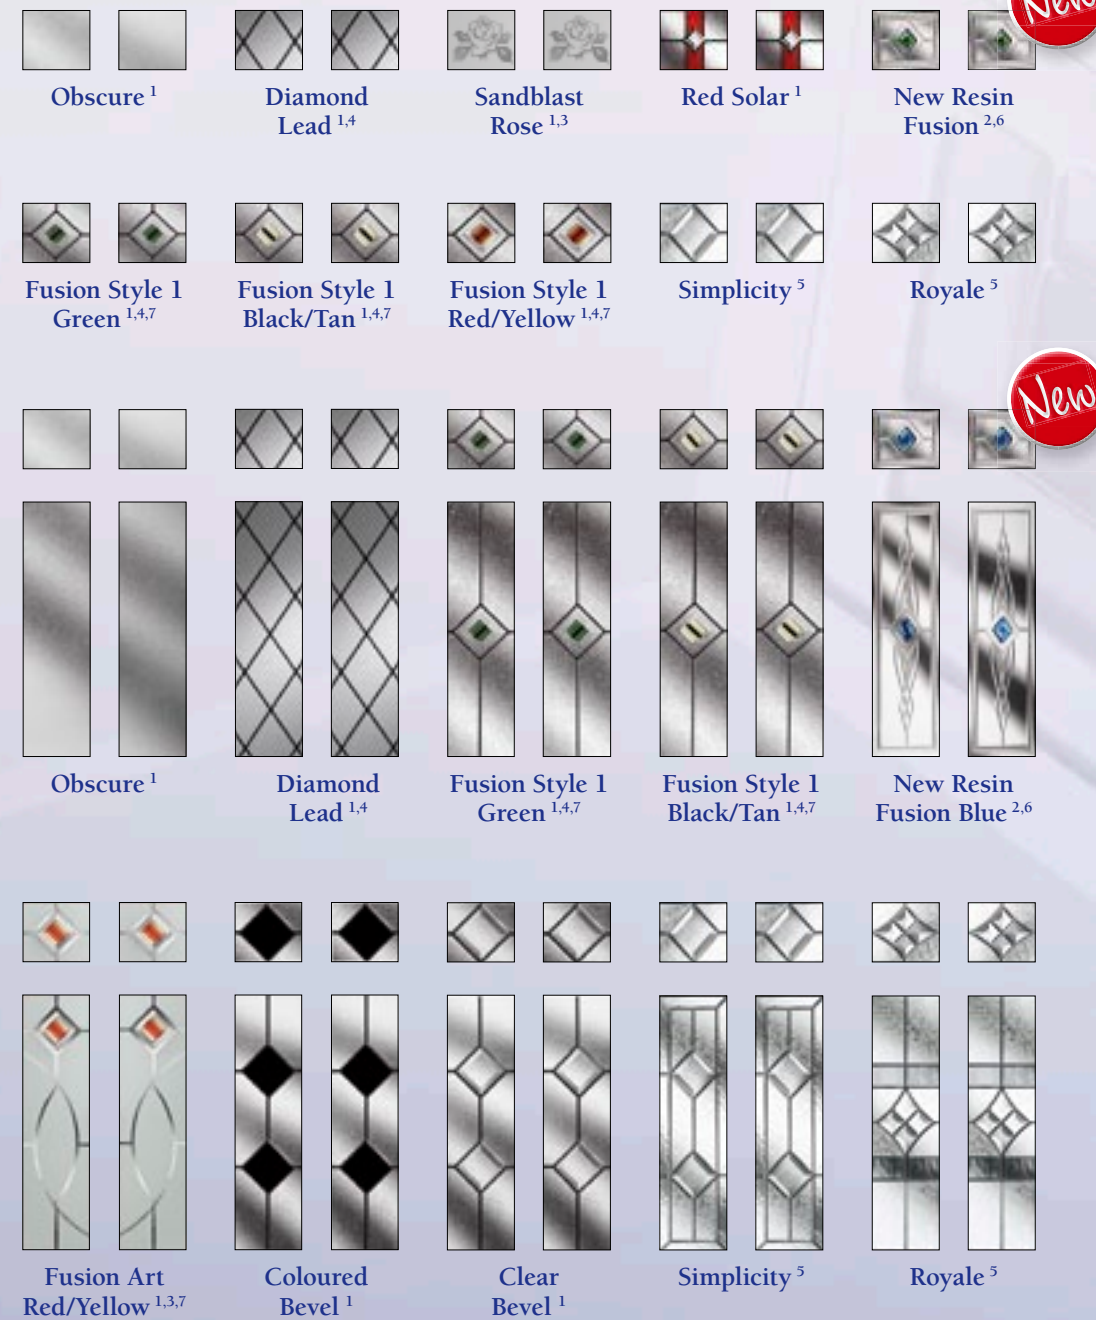 New
Obscure 1
Diamond
Lead 1,4
Sandblast
Rose 1,3
Red Solar 1
New Resin
Fusion 2,6
Fusion Style 1
Green 1,4,7
Fusion Style 1
Black/Tan 1,4,7
Fusion Style 1
Red/Yellow 1,4,7
Simplicity 5
Royale 5
New
Obscure 1
Diamond
Lead 1,4
Fusion Style 1
Green 1,4,7
Fusion Style 1
Black/Tan 1,4,7
New Resin
Fusion Blue 2,6
Fusion Art
Red/Yellow 1,3,7
Coloured
Bevel 1
Clear
Bevel 1
Simplicity 5
Royale 5